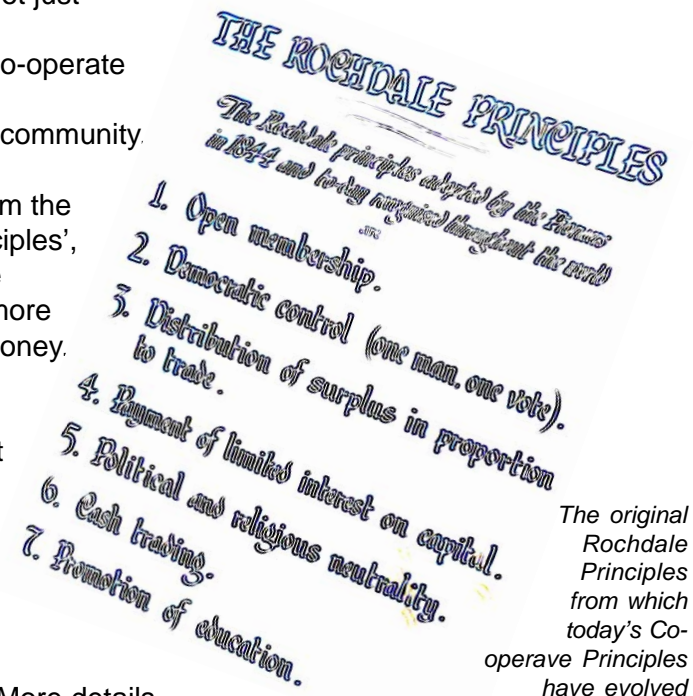 ot just
o-operate
community.
m the
ciples',
e
more
oney.
t
More details
THE ROCHDALE PRINCIPLES
The Rochdale principles adopted by the Pioneers
in 1844 and to-day recognised throughout the world
are
1. Open membership.
2. Democratic control (one man, one vote).
3. Distribution of surplus in proportion
to trade.
4. Payment of limited interest on capital.
5. Political and religious neutrality.
6. Cash trading.
7. Promotion of education.
The original
Rochdale
Principles
from which
today's Co-
operave Principles
have evolved